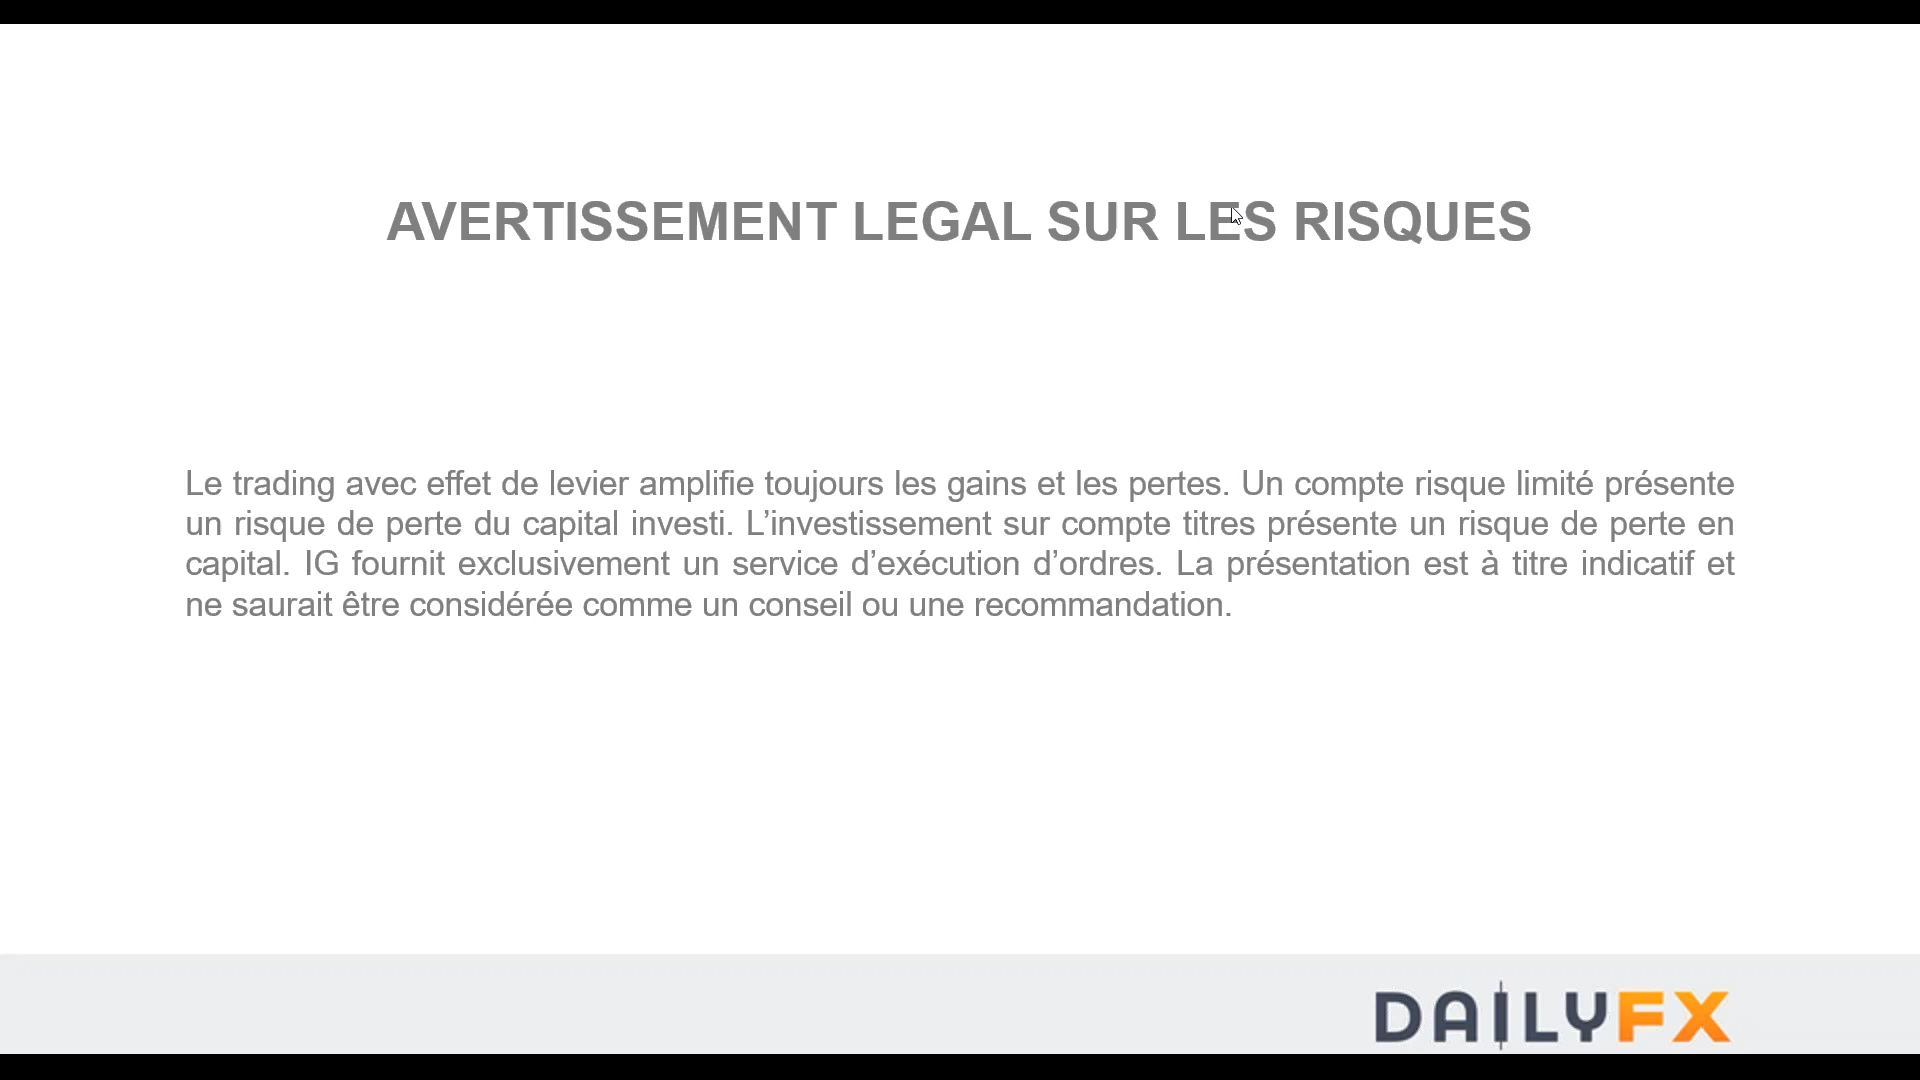 AVERTISSEMENT LEGAL SUR LES RISQUES
Le trading avec effet de levier amplifie toujours les gains et les pertes. Un compte risque limité présente
un risque de perte du capital investi. L’investissement sur compte titres présente un risque de perte en
capital. IG fournit exclusivement un service d’exécution d’ordres. La présentation est à titre indicatif et
ne saurait être considérée comme un conseil ou une recommandation.
DAILYFX